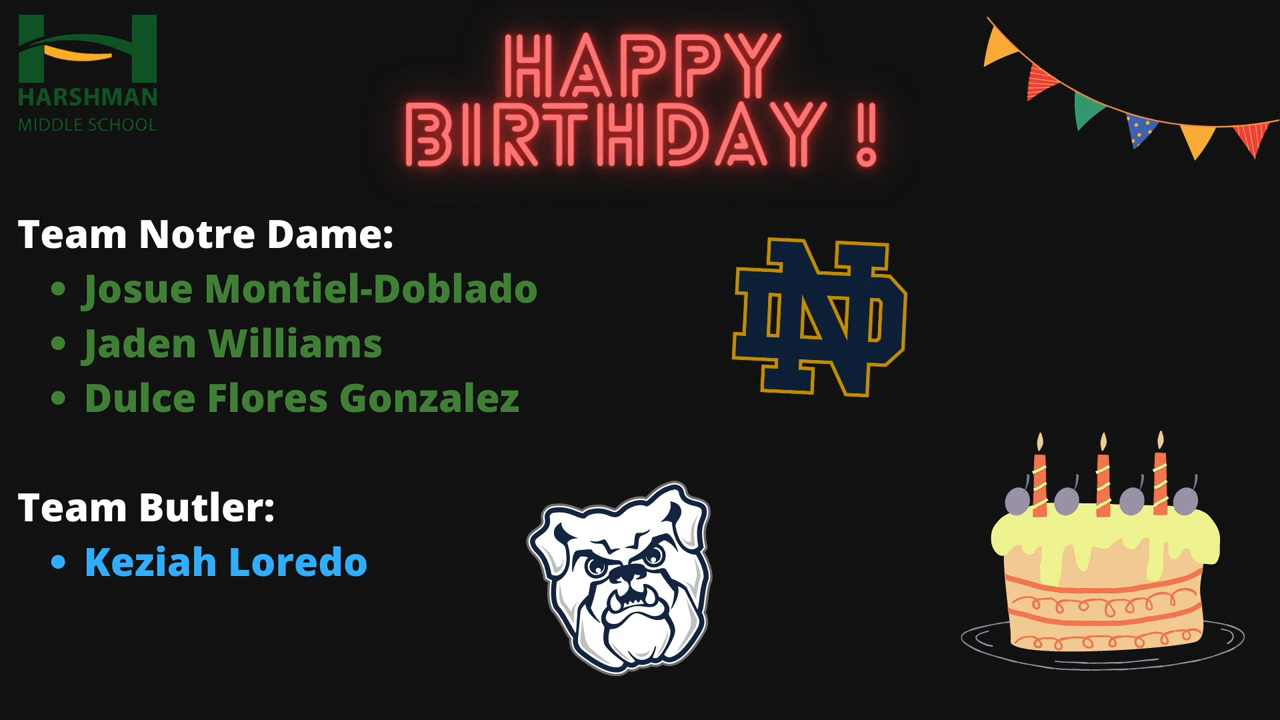 HARSHMAN
MIDDLE SCHOOL
HAPPY
BIRTHDAY !
Team Notre Dame:
• Josue Montiel-Doblado
• Jaden Williams
• Dulce Flores Gonzalez
ND
Team Butler:
• Keziah Loredo